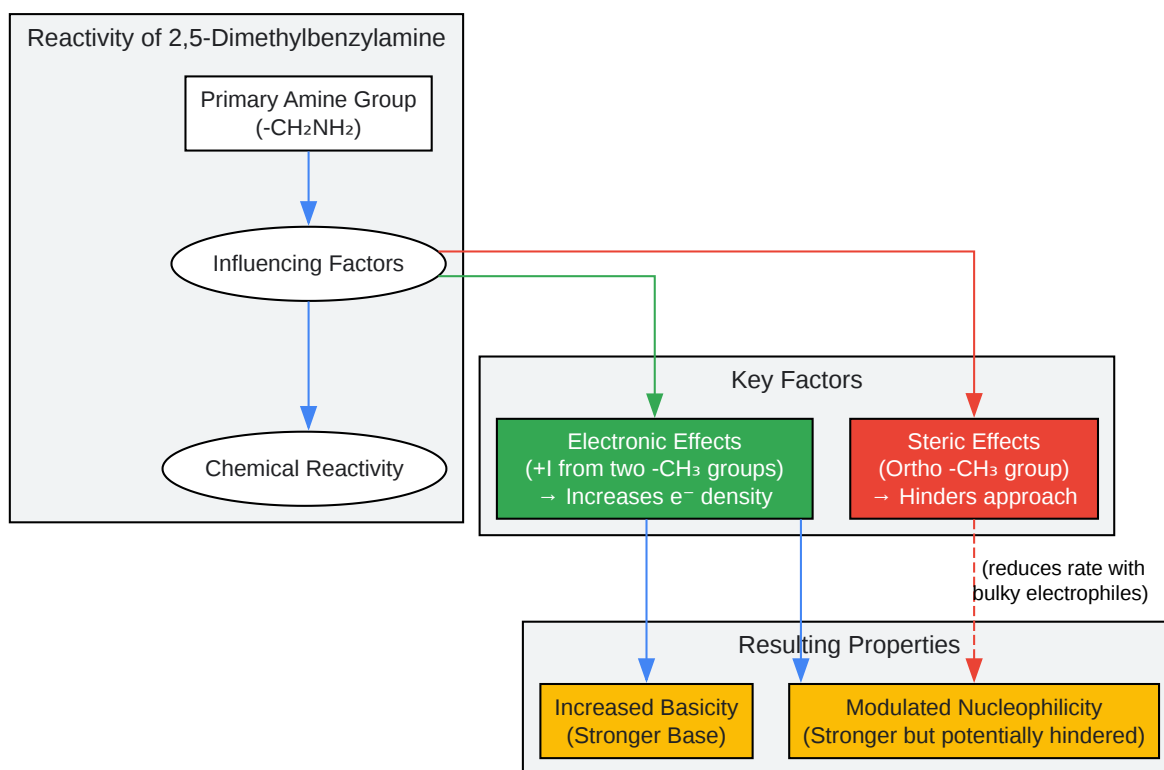 Reactivity of 2,5-Dimethylbenzylamine
Primary Amine Group
(-CH₂NH₂)
Influencing Factors
Chemical Reactivity
Key Factors
Electronic Effects
(+I from two -CH₃ groups)
→ Increases e⁻ density
Steric Effects
(Ortho -CH₃ group)
→ Hinders approach
(reduces rate with
bulky electrophiles)
Resulting Properties
Increased Basicity
(Stronger Base)
Modulated Nucleophilicity
(Stronger but potentially hindered)